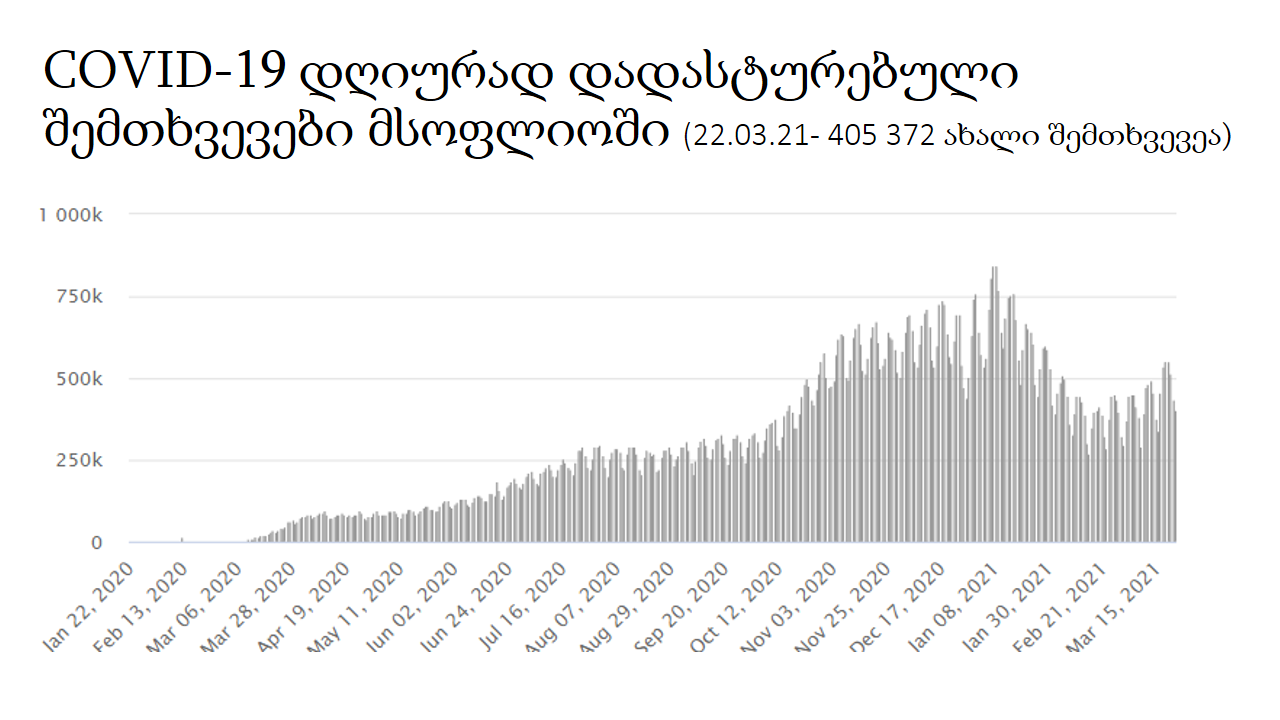 COVID-19 დღიურად დადასტურებული
შემთხვევები მსოფლიოში (22.03.21- 405 372 ახალი შემთხვევეა)
1 000k
750k
500k
250k
0
Jan 22, 2020
Feb 13, 2020
Mar 06, 2020
Mar 28, 2020
Apr 19, 2020
May 11, 2020
Jun 02, 2020
Jun 24, 2020
Jul 16, 2020
Aug 07, 2020
Aug 29, 2020
Sep 20, 2020
Oct 12, 2020
Nov 03, 2020
Nov 25, 2020
Dec 17, 2020
Jan 08, 2021
Jan 30, 2021
Feb 21, 2021
Mar 15, 2021